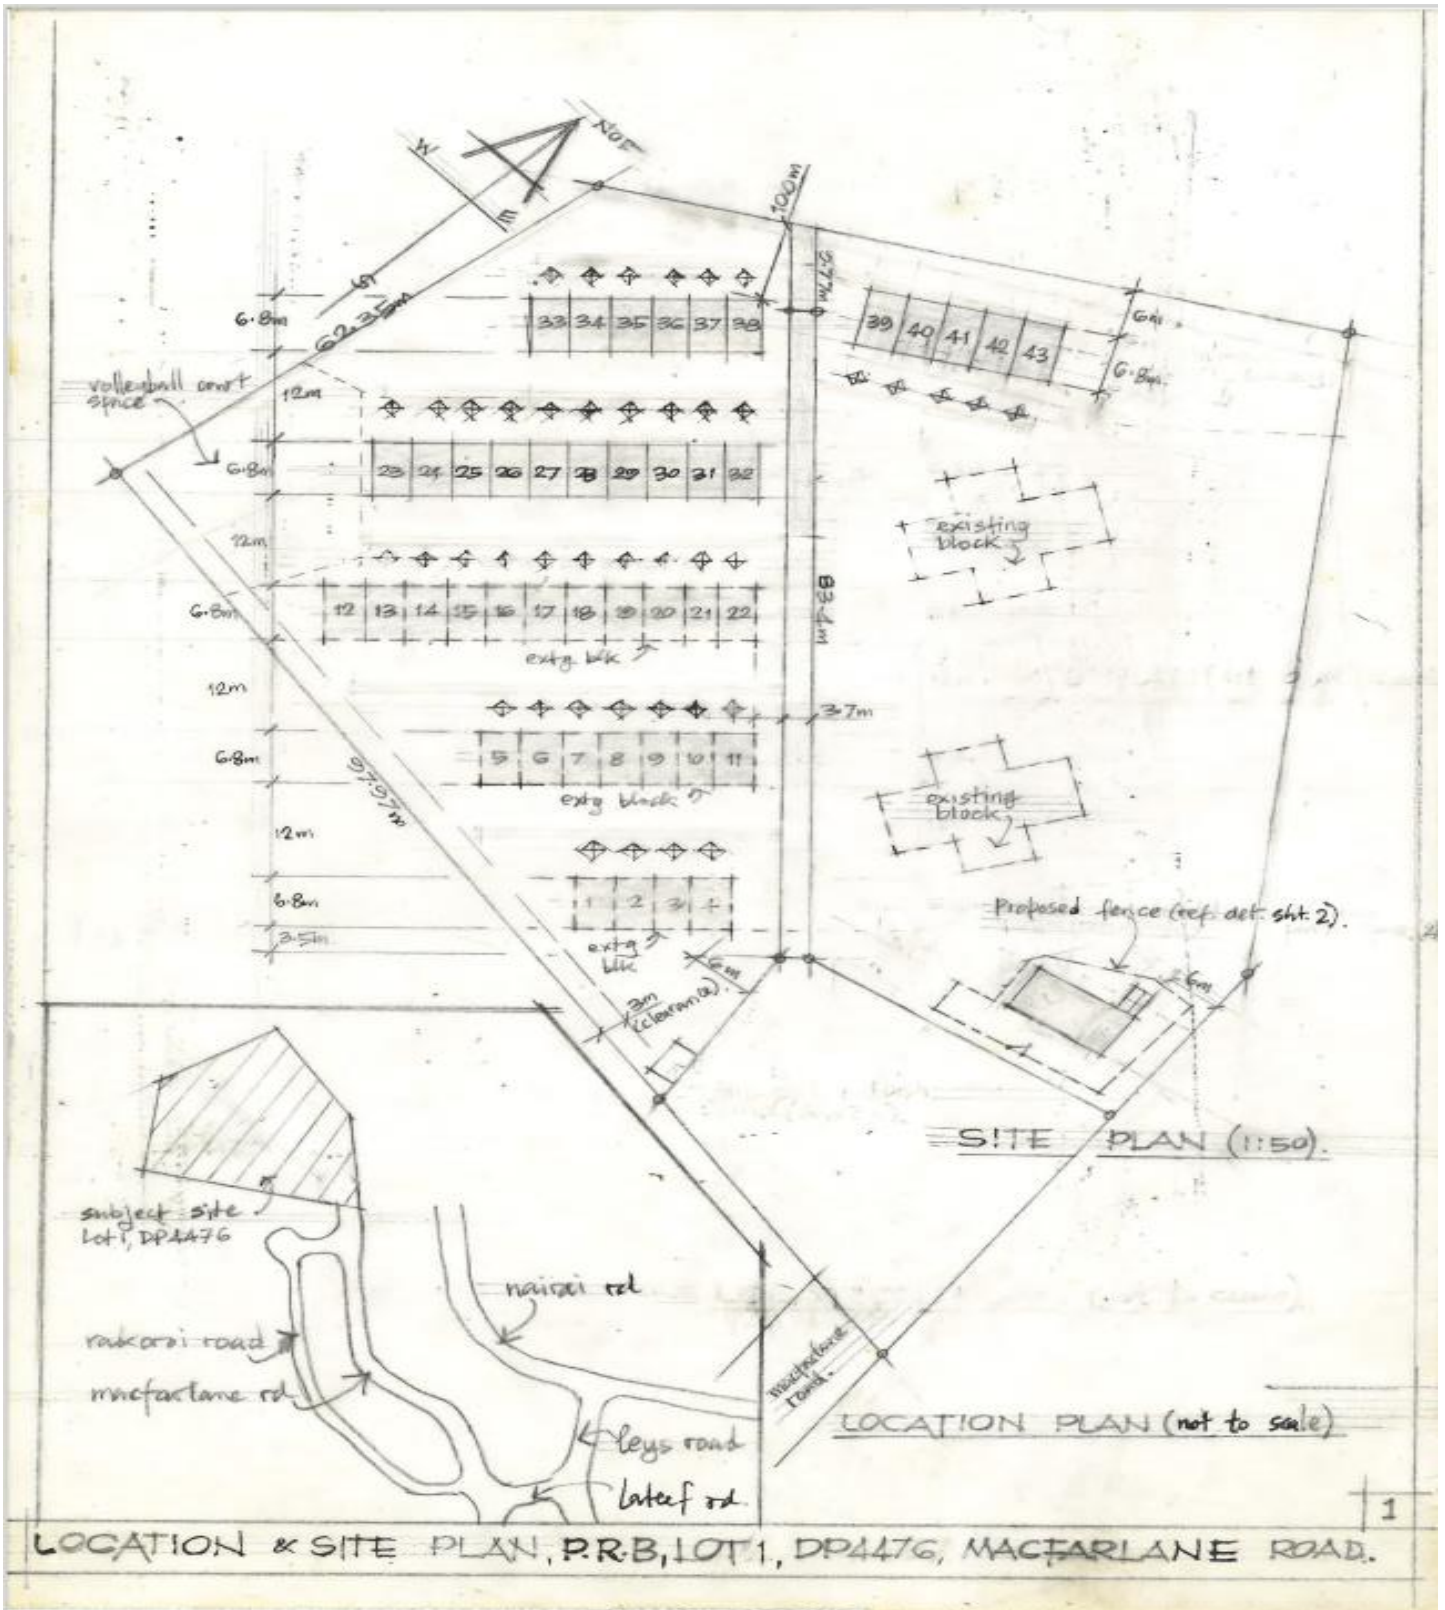 W
E
S
62.35m
100m
9.77m
6.8m
33 34 35 36 37 38
39 40 41 42 43
6m
6.8m
volleyball court
space
12m
6.8m
23 24 25 26 27 28 29 30 31 32
existing
block
12m
6.8m
12 13 14 15 16 17 18 19 20 21 22
83.4m
extg blk
12m
3.7m
6.8m
5 6 7 8 9 10 11
97.97m
extg block
existing
block
12m
6.8m
1 2 3 4
3.5m
extg
blk
6m
3m
(clearance).
Proposed fence (ref. det. sht. 2).
6m
SITE PLAN (1:50).
subject site
Lot 1, DP4476
nairai rd
macfarlane rd
leys road
Lateef rd
macfarlane
road.
LOCATION PLAN (not to scale)
1
LOCATION & SITE PLAN, P.R.B, LOT 1, DP4476, MACFARLANE ROAD.